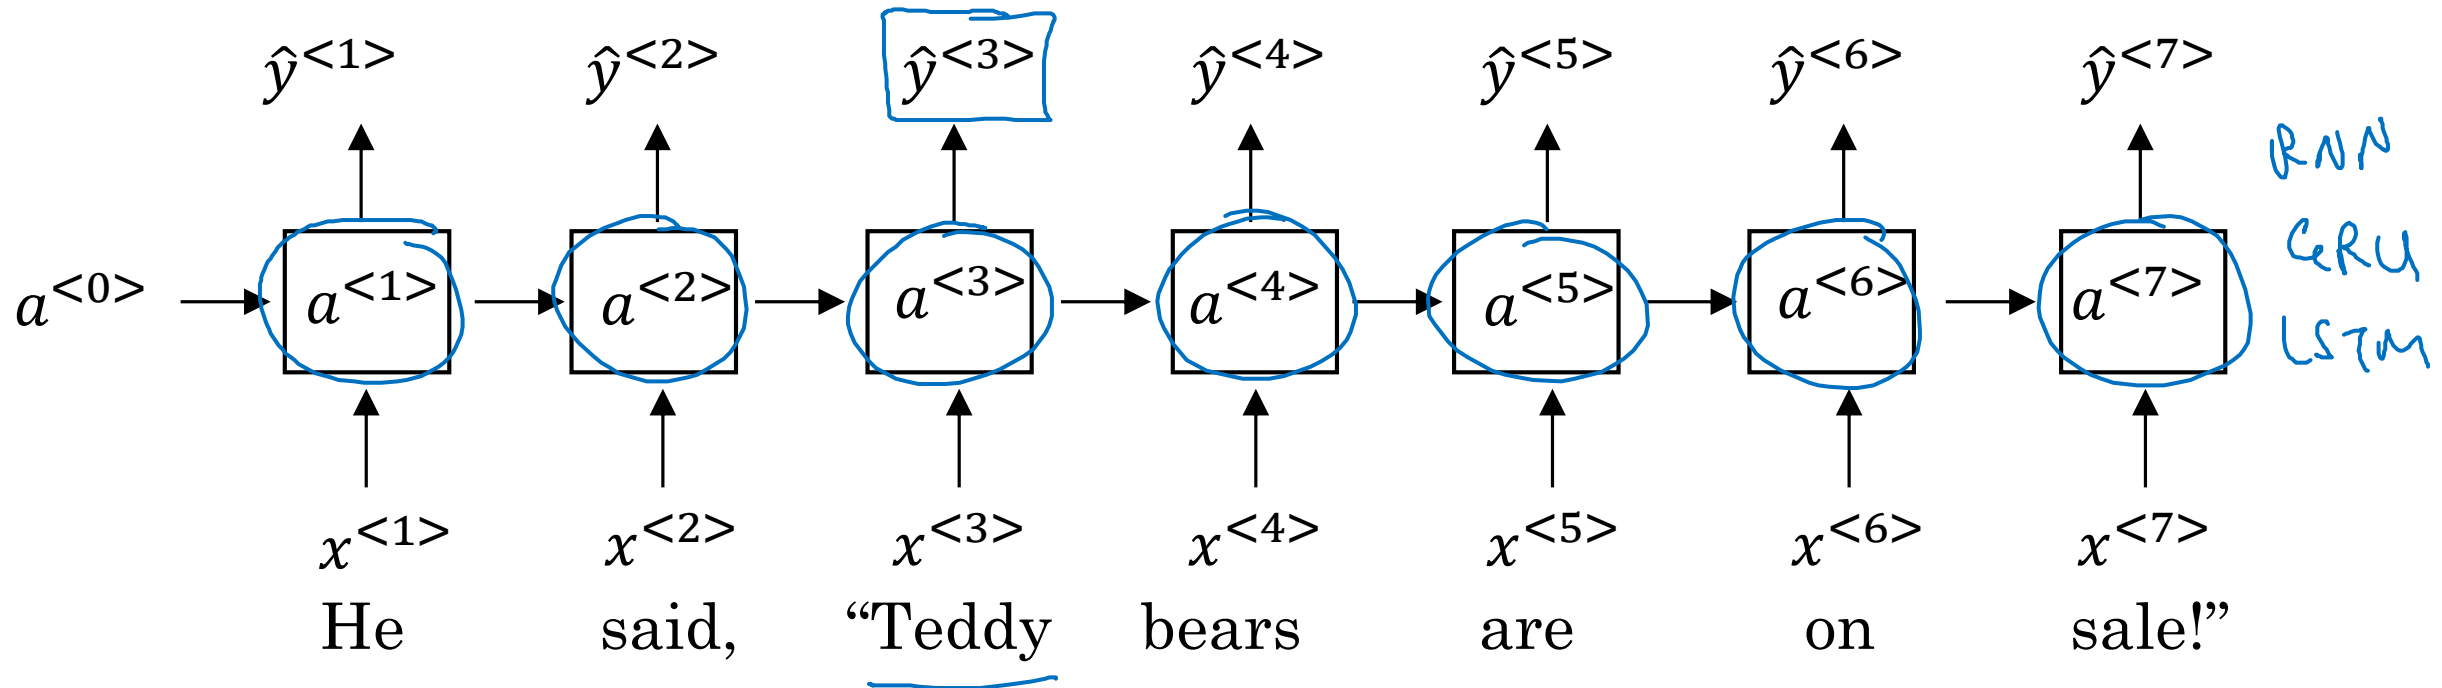 ŷ<1> ŷ<2> ŷ<3> ŷ<4> ŷ<5> ŷ<6> ŷ<7>
RNN
GRU
LSTM
a<0> a<1> a<2> a<3> a<4> a<5> a<6> a<7>
x<1> x<2> x<3> x<4> x<5> x<6> x<7>
He said, “Teddy bears are on sale!”